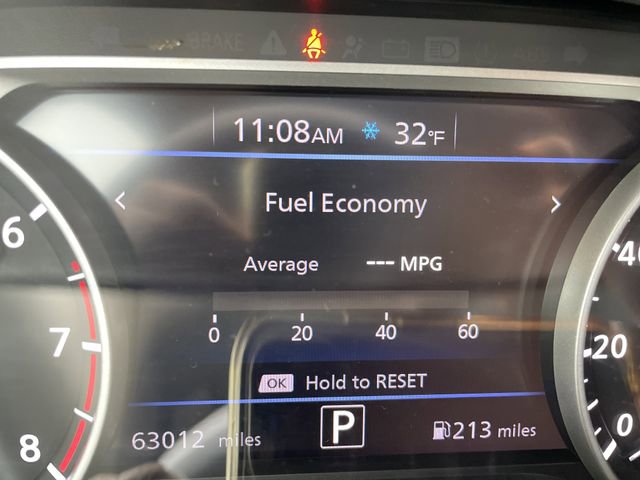 BRAKE
11:08AM 32°F
< Fuel Economy >
Average --- MPG
0 20 40 60
OK Hold to RESET
63012 miles P 213 miles
6
7
8
40
20
0